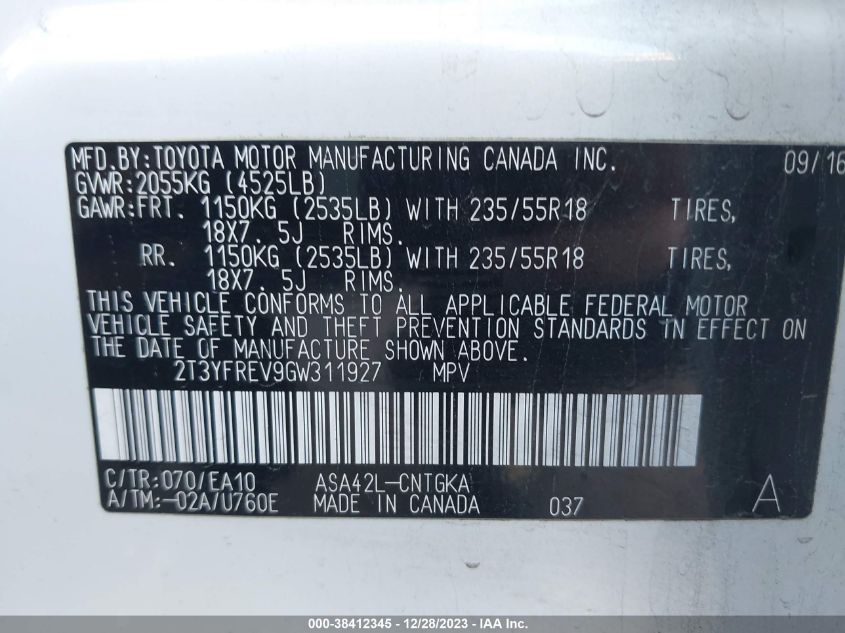 MFD.BY:TOYOTA MOTOR MANUFACTURING CANADA INC. 09/16
GVWR:2055KG (4525LB)
GAWR:FRT. 1150KG (2535LB) WITH 235/55R18 TIRES,
18X7. 5J RIMS.
RR. 1150KG (2535LB) WITH 235/55R18 TIRES,
18X7. 5J RIMS.
THIS VEHICLE CONFORMS TO ALL APPLICABLE FEDERAL MOTOR
VEHICLE SAFETY AND THEFT PREVENTION STANDARDS IN EFFECT ON
THE DATE OF MANUFACTURE SHOWN ABOVE.
2T3YFREV9GW311927 MPV
C/TR:070/EA10 ASA42L-CNTGKA
A/TM:-02A/U760E MADE IN CANADA 037 A
000-38412345 - 12/28/2023 - IAA Inc.